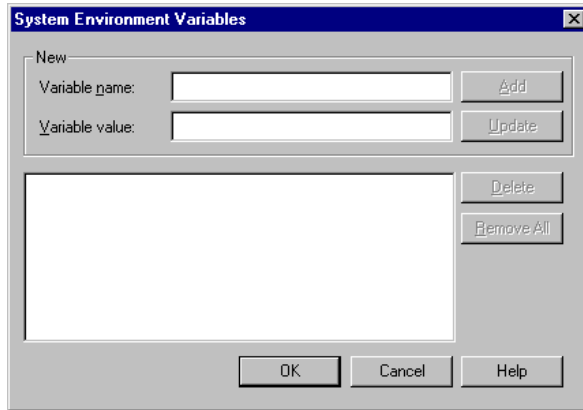 System Environment Variables
New
Variable name:
Add
Variable value:
Update
Delete
Remove All
OK
Cancel
Help